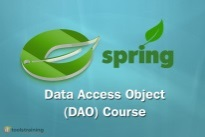 spring
Data Access Object
(DAO) Course